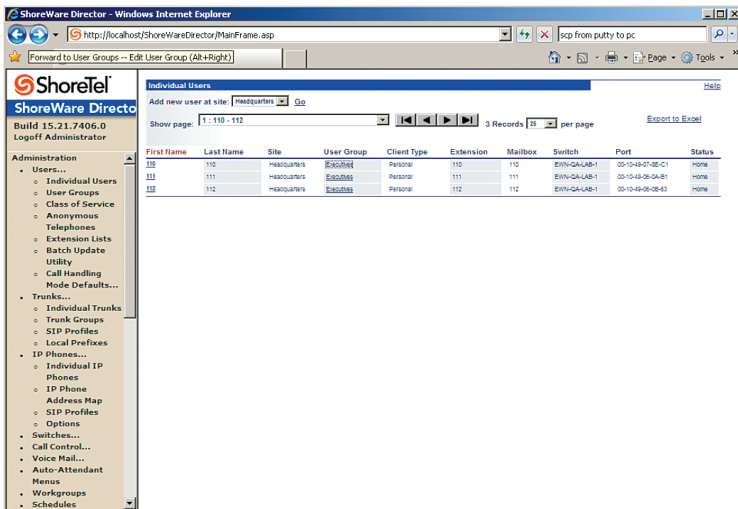 ShoreWare Director - Windows Internet Explorer
http://localhost/ShoreWareDirector/MainFrame.asp
scp from putty to pc
Forward to User Groups -- Edit User Group (Alt+Right)
Page
Tools
ShoreTel
ShoreWare Directo
Build 15.21.7406.0
Logoff Administrator
Administration
Users...
Individual Users
User Groups
Class of Service
Anonymous
Telephones
Extension Lists
Batch Update
Utility
Call Handling
Mode Defaults...
Trunks...
Individual Trunks
Trunk Groups
SIP Profiles
Local Prefixes
IP Phones...
Individual IP
Phones
IP Phone
Address Map
SIP Profiles
Options
Switches...
Call Control...
Voice Mail...
Auto-Attendant
Menus
Workgroups
Schedules
Individual Users Help
Add new user at site: Headquarters Go
Show page: 1 : 110 - 112 3 Records 25 per page Export to Excel
First Name Last Name Site User Group Client Type Extension Mailbox Switch Port Status
110 110 Headquarters Executives Personal 110 110 EWN-QA-LAB-1 00-10-49-07-5E-C1 Home
111 111 Headquarters Executives Personal 111 111 EWN-QA-LAB-1 00-10-49-06-0A-B1 Home
112 112 Headquarters Executives Personal 112 112 EWN-QA-LAB-1 00-10-49-06-0B-63 Home